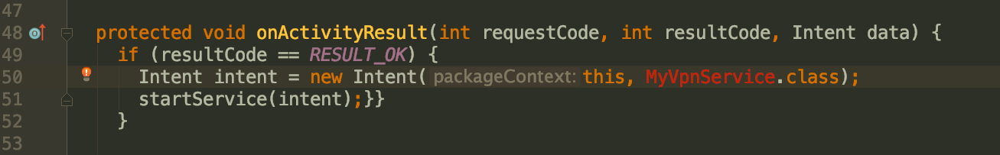 47
48 protected void onActivityResult(int requestCode, int resultCode, Intent data) {
49 if (resultCode == RESULT_OK) {
50 Intent intent = new Intent( packageContext: this, MyVpnService.class);
51 startService(intent);}}
52 }
53